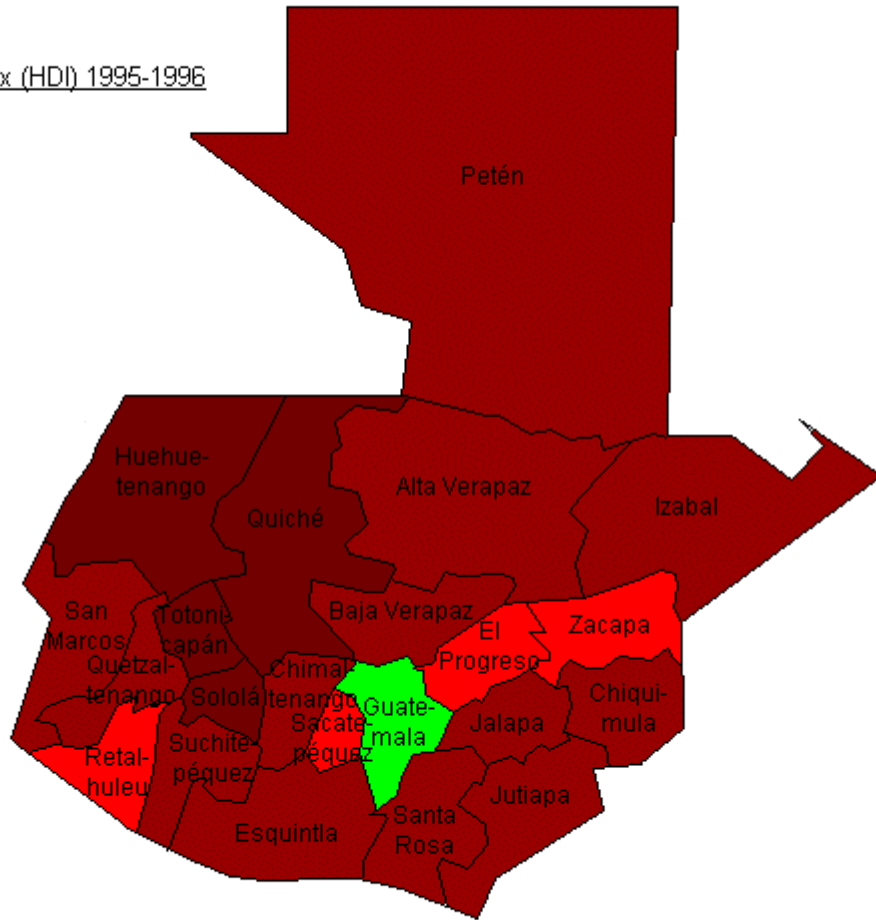 x (HDI) 1995-1996
Petén
Huehue-
tenango
Quiché
Alta Verapaz
Izabal
San
Marcos
Totoni-
capán
Baja Verapaz
El
Progreso
Zacapa
Quetzal-
tenango
Sololá
Chimal-
tenango
Sacate-
péquez
Guate-
mala
Jalapa
Chiqui-
mula
Retal-
huleu
Suchite-
péquez
Esquintla
Santa
Rosa
Jutiapa